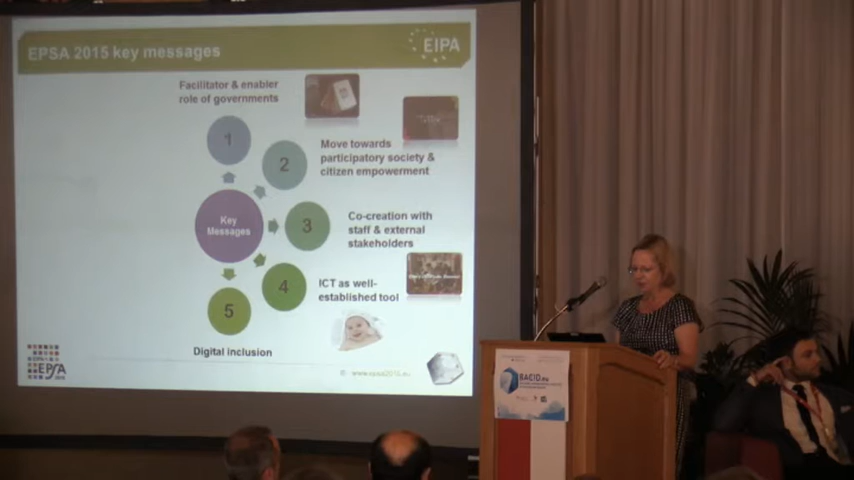 EPSA 2015 key messages
EIPA
Facilitator & enabler
role of governments
1
Move towards
participatory society &
citizen empowerment
2
Key
Messages
3
Co-creation with
staff & external
stakeholders
4
ICT as well-
established tool
5
Digital inclusion
EPSA
© www.epsa2015.eu
BACID.eu